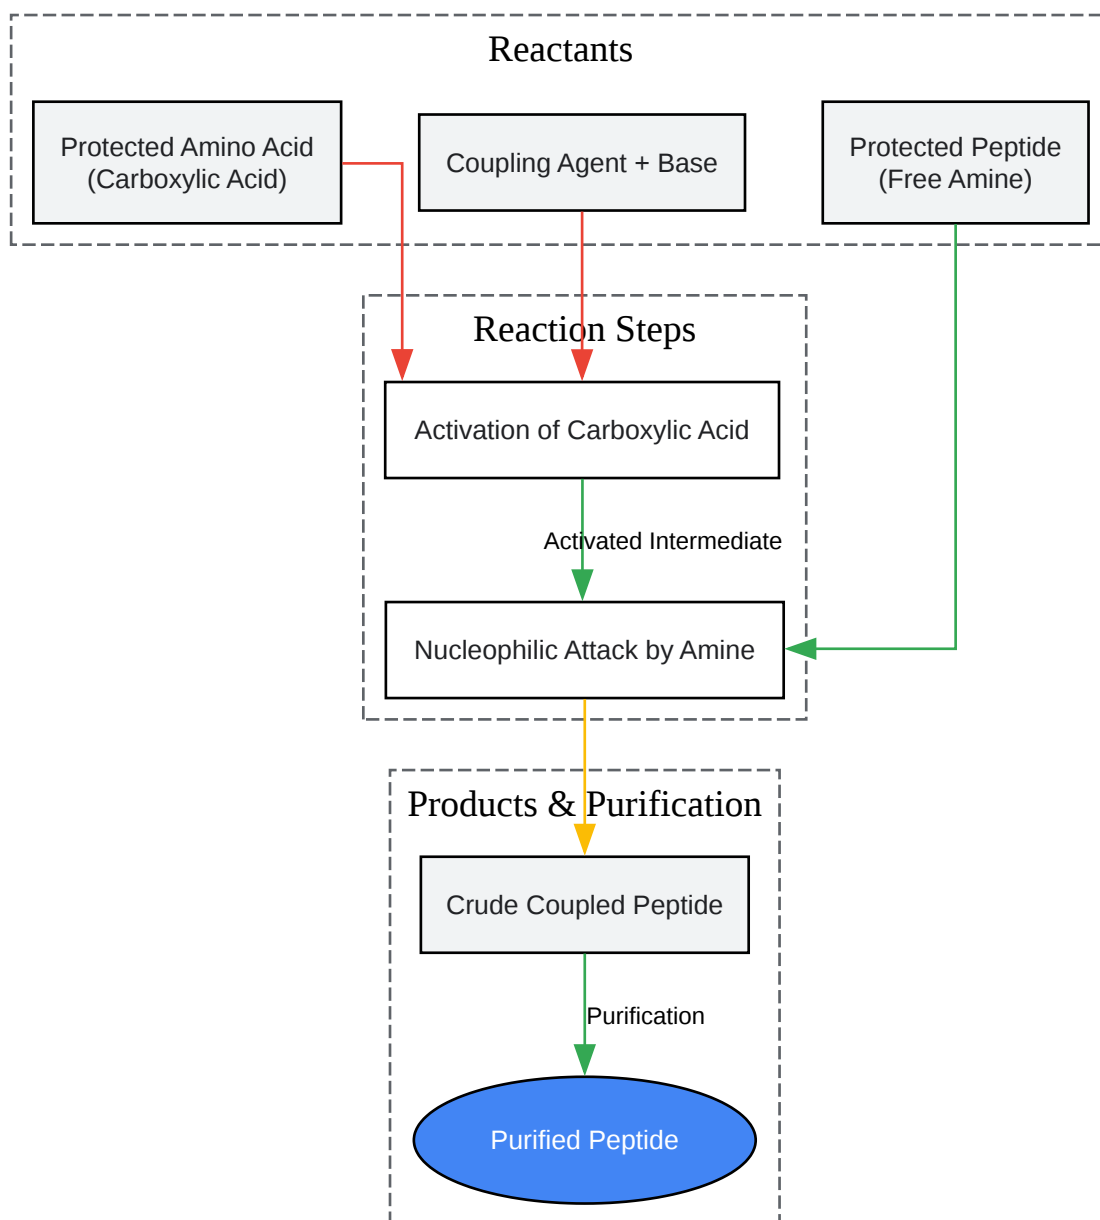 Reactants
Protected Amino Acid
(Carboxylic Acid)
Coupling Agent + Base
Protected Peptide
(Free Amine)
Reaction Steps
Activation of Carboxylic Acid
Activated Intermediate
Nucleophilic Attack by Amine
Products & Purification
Crude Coupled Peptide
Purification
Purified Peptide